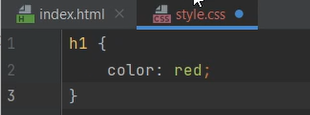 index.html × style.css
1 h1 {
2 color: red;
3 }